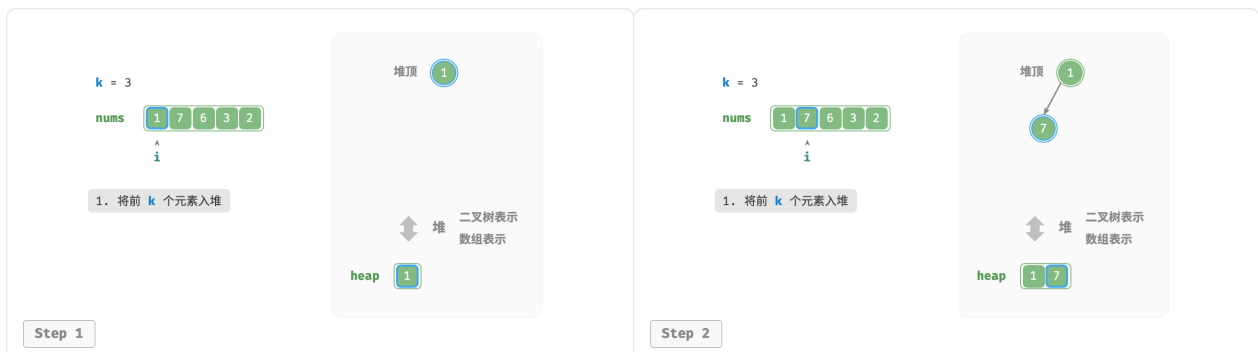 堆顶 1
k = 3
nums 1 7 6 3 2
i
1. 将前 k 个元素入堆
堆 二叉树表示
数组表示
heap 1
Step 1
堆顶 1
k = 3
7
nums 1 7 6 3 2
i
1. 将前 k 个元素入堆
堆 二叉树表示
数组表示
heap 1 7
Step 2